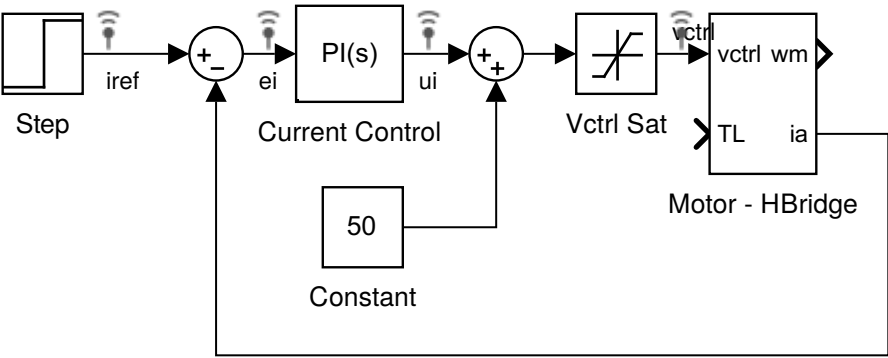 vctrl
+
−
PI(s)
+
+
vctrl wm
iref
ei
ui
Step
Current Control
Vctrl Sat
TL
ia
Motor - HBridge
50
Constant